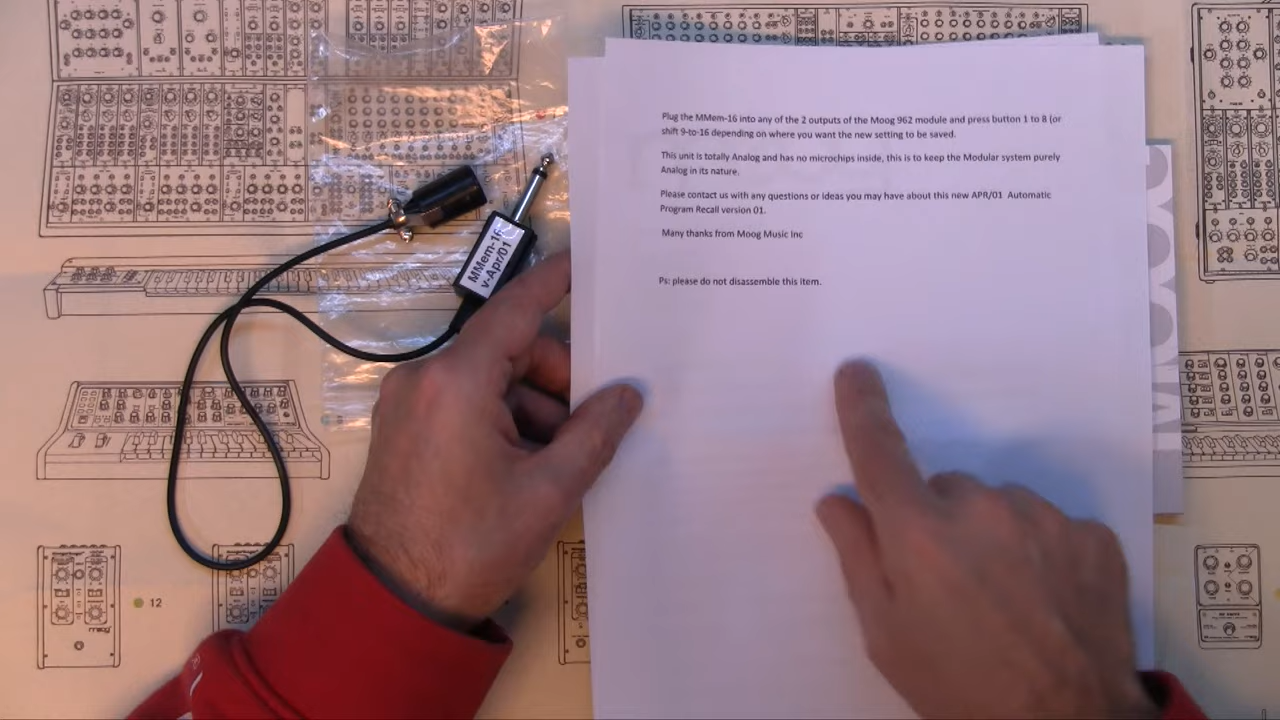 Plug the MMem-16 into any of the 2 outputs of the Moog 962 module and press button 1 to 8 (or
shift 9-to-16 depending on where you want the new setting to be saved.
This unit is totally Analog and has no microchips inside, this is to keep the Modular system purely
Analog in its nature.
Please contact us with any questions or ideas you may have about this new APR/01  Automatic
Program Recall version 01.
Many thanks from Moog Music Inc
Ps: please do not disassemble this item.
MMem-16
v-Apr/01
12
moog